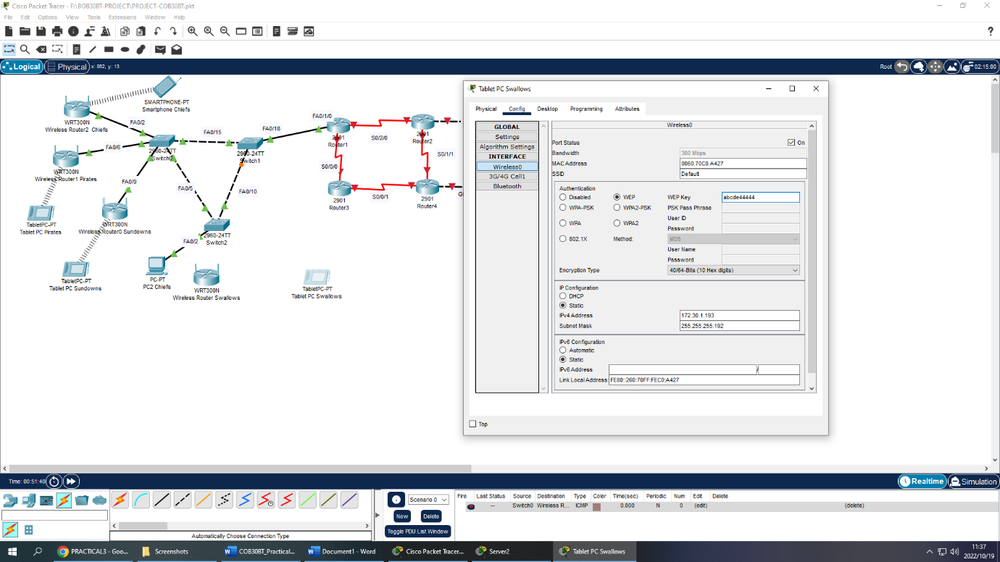 Cisco Packet Tracer - F:\BOB30BT-PROJECT\PROJECT-COB30BT.pkt
File Edit Options View Tools Extensions Window Help
?
Logical Physical x: 862, y: 13 Root 02:15:00
SMARTPHONE-PT
Smartphone Chiefs
WRT300N
Wireless Router2 Chiefs
FA0/2
FA0/15
FA0/18
FA0/1/0
2901
Router1
S0/2/0
2901
Router2
FA0/6
2960-24TT
Switch0
2960-24TT
Switch1
WRT300N
Wireless Router1 Pirates
S0/0/0
S0/1/1
FA0/9
FA0/5
FA0/10
2901
Router3
S0/0/1
2901
Router4
TabletPC-PT
Tablet PC Pirates
WRT300N
Wireless Router0 Sundowns
2960-24TT
Switch2
FA0/2
TabletPC-PT
Tablet PC Sundowns
PC-PT
PC2 Chiefs
WRT300N
Wireless Router Swallows
TabletPC-PT
Tablet PC Swallows
Tablet PC Swallows
Physical Config Desktop Programming Attributes
GLOBAL
Settings
Algorithm Settings
INTERFACE
Wireless0
3G/4G Cell1
Bluetooth
Wireless0
Port Status On
Bandwidth 300 Mbps
MAC Address 0060.70C0.A427
SSID Default
Authentication
Disabled WEP WEP Key abcde44444
WPA-PSK WPA2-PSK PSK Pass Phrase
User ID
WPA WPA2
Password
802.1X Method: MD5
User Name
Password
Encryption Type 40/64-Bits (10 Hex digits)
IP Configuration
DHCP
Static
IPv4 Address 172.30.1.193
Subnet Mask 255.255.255.192
IPv6 Configuration
Automatic
Static
IPv6 Address /
Link Local Address: FE80::260:70FF:FEC0:A427
Top
Time: 00:51:40 Realtime Simulation
Scenario 0
New Delete
Toggle PDU List Window
Fire Last Status Source Destination Type Color Time(sec) Periodic Num Edit Delete
-- Switch0 Wireless R... ICMP 0.000 N 0 (edit) (delete)
Automatically Choose Connection Type
PRACTICAL3 - Goo... Screenshots COB30BT_Practical... Document1 - Word Cisco Packet Tracer... Server2 Tablet PC Swallows
11:37
2022/10/19